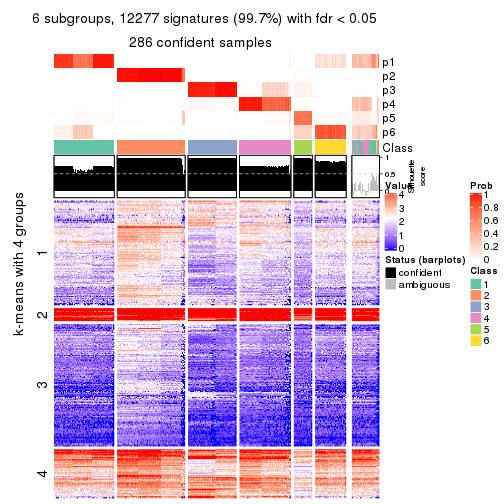 6 subgroups, 12277 signatures (99.7%) with fdr < 0.05
286 confident samples
p1
p2
p3
p4
p5
p6
Class
1
0.5
0
Silhouette
score
k-means with 4 groups
1
2
3
4
Value
4
3
2
1
0
Status (barplots)
confident
ambiguous
Prob
1
0.8
0.6
0.4
0.2
0
Class
1
2
3
4
5
6